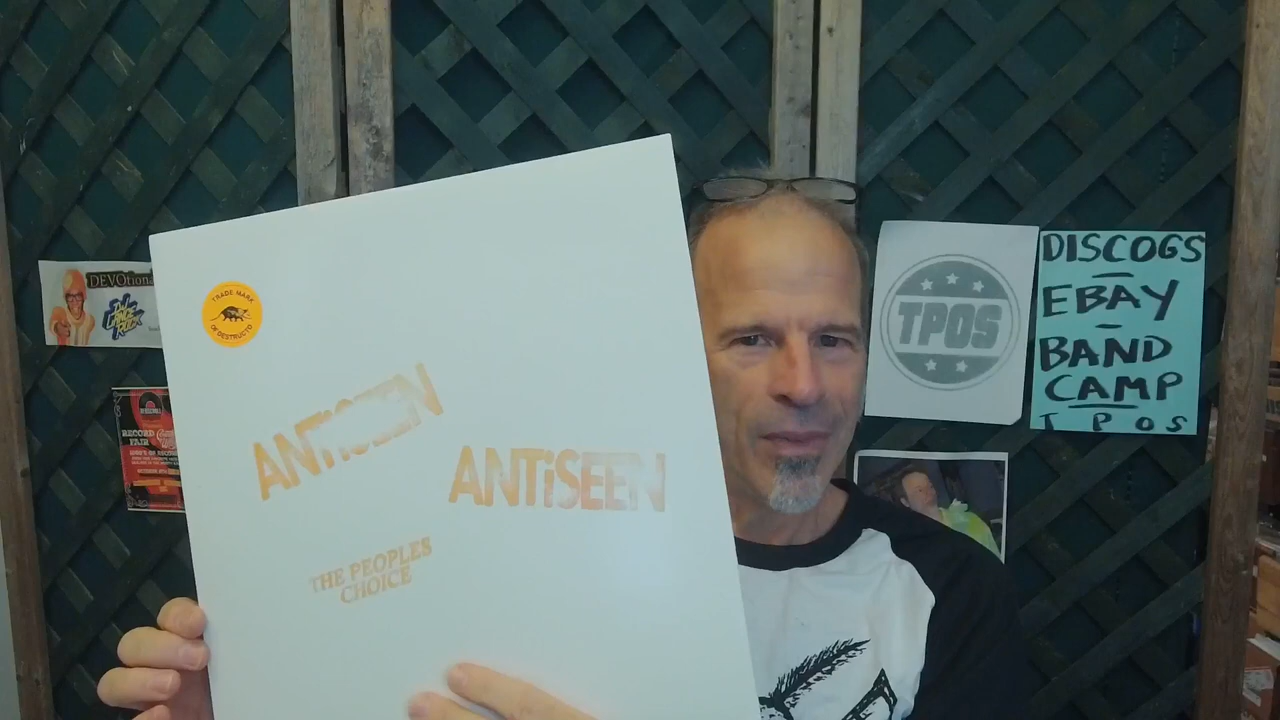 DEVOtional
TRADE MARK
OF DESTRUCTO
ANTiSEEN
ANTiSEEN
THE PEOPLES
CHOICE
RECORD
FAIR
TPOS
DISCOGS
EBAY
BAND
CAMP
TPOS